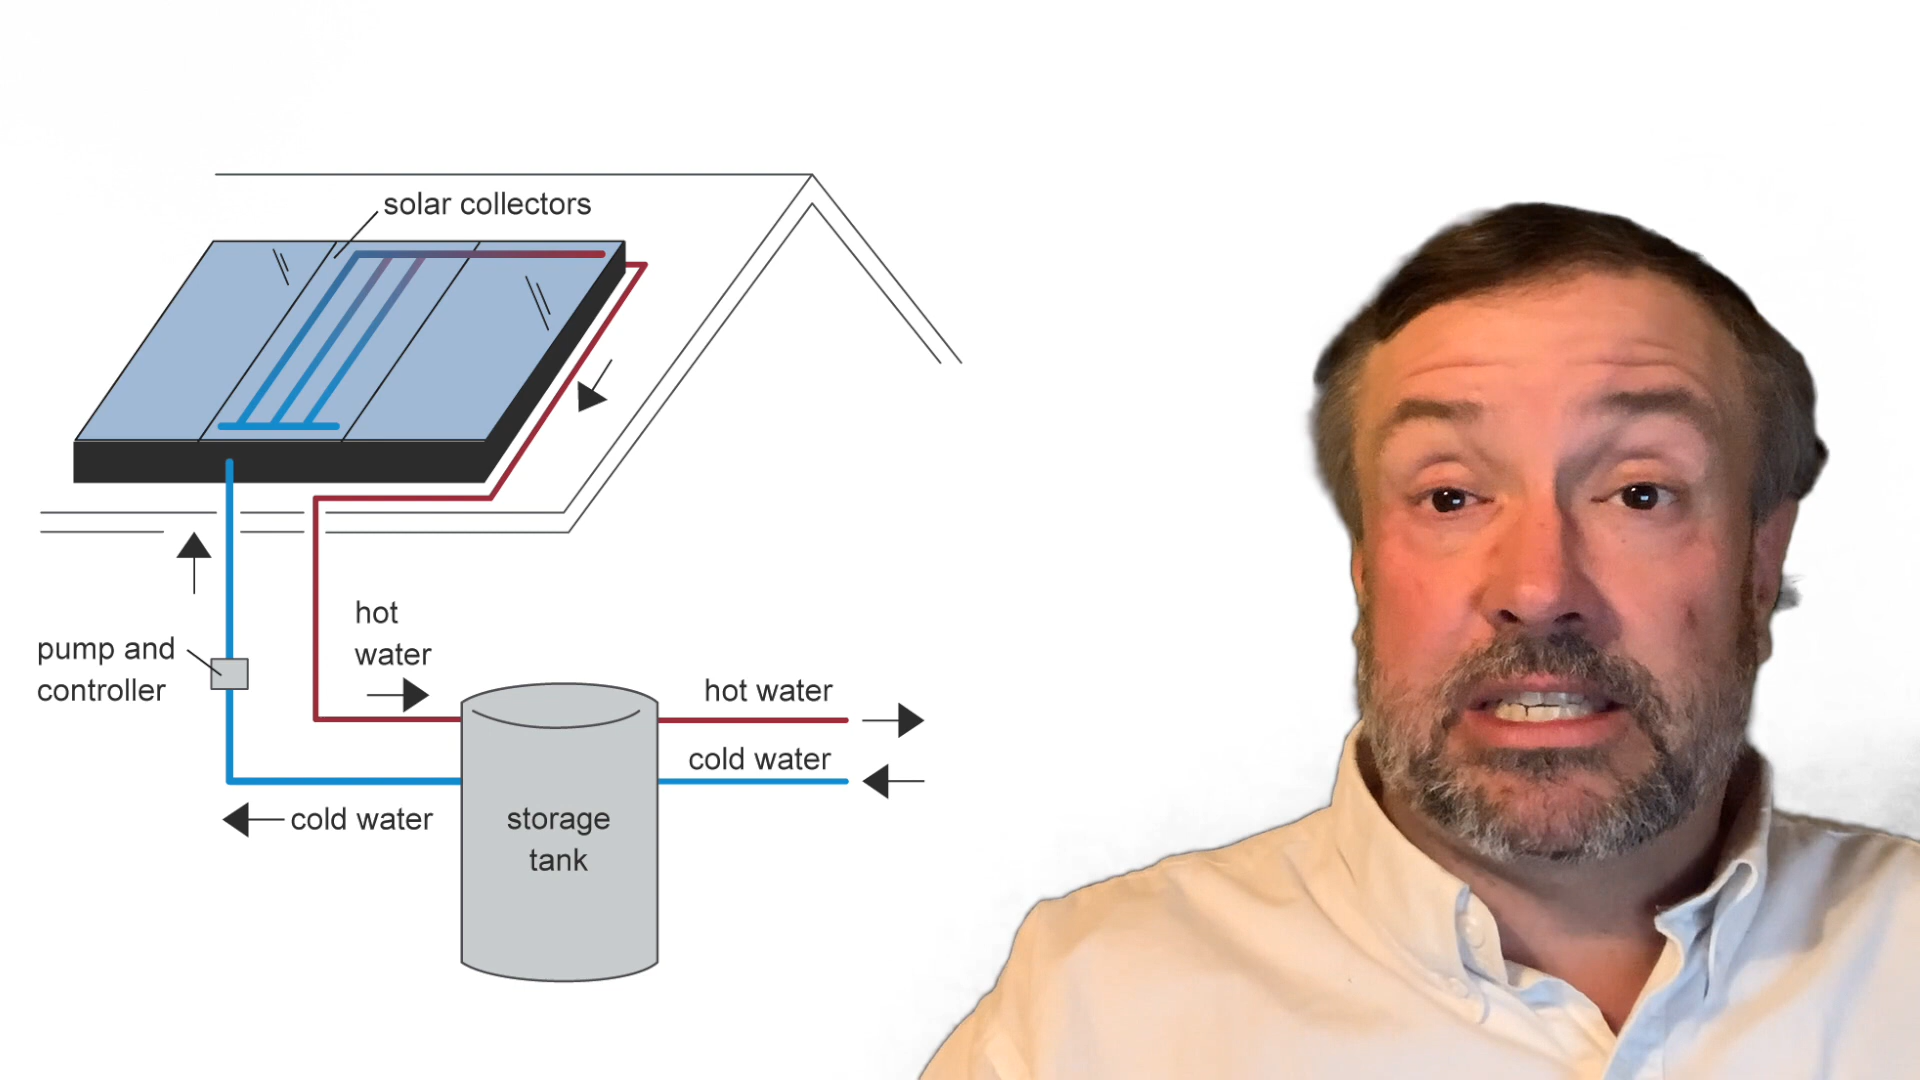 solar collectors
hot
water
pump and
controller
hot water
cold water
cold water
storage
tank